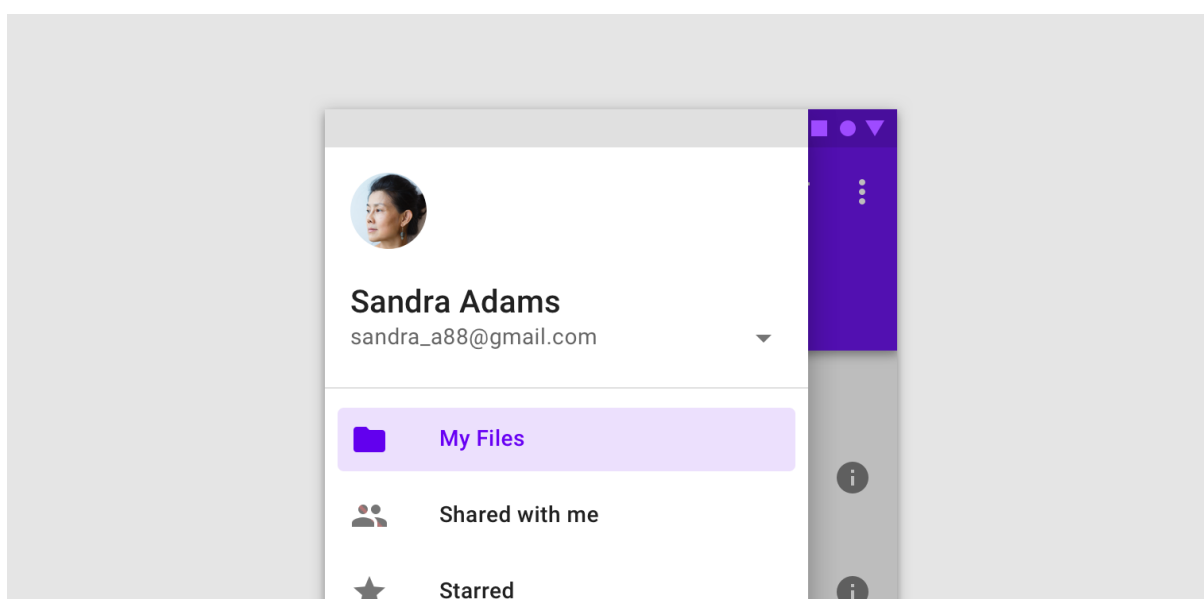 Sandra Adams
sandra_a88@gmail.com
My Files
Shared with me
Starred